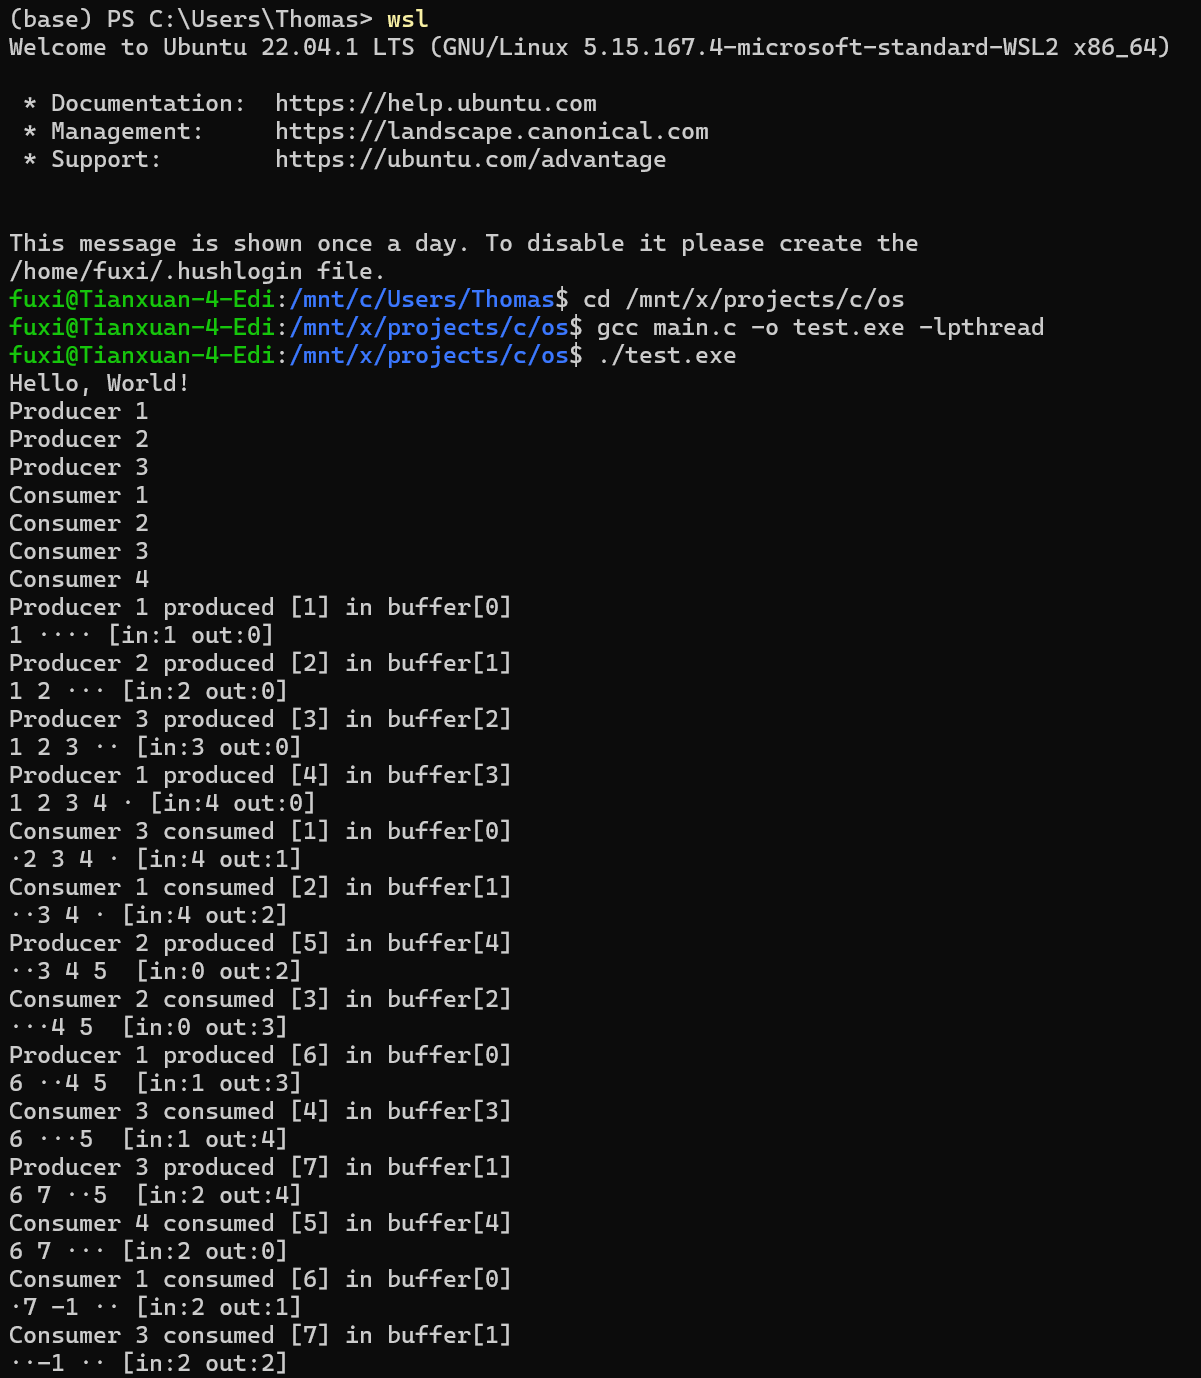 (base) PS C:\Users\Thomas> wsl
Welcome to Ubuntu 22.04.1 LTS (GNU/Linux 5.15.167.4-microsoft-standard-WSL2 x86_64)
 * Documentation:  https://help.ubuntu.com
 * Management:     https://landscape.canonical.com
 * Support:        https://ubuntu.com/advantage
This message is shown once a day. To disable it please create the
/home/fuxi/.hushlogin file.
fuxi@Tianxuan-4-Edi:/mnt/c/Users/Thomas$ cd /mnt/x/projects/c/os
fuxi@Tianxuan-4-Edi:/mnt/x/projects/c/os$ gcc main.c -o test.exe -lpthread
fuxi@Tianxuan-4-Edi:/mnt/x/projects/c/os$ ./test.exe
Hello, World!
Producer 1
Producer 2
Producer 3
Consumer 1
Consumer 2
Consumer 3
Consumer 4
Producer 1 produced [1] in buffer[0]
1 ···· [in:1 out:0]
Producer 2 produced [2] in buffer[1]
1 2 ··· [in:2 out:0]
Producer 3 produced [3] in buffer[2]
1 2 3 ·· [in:3 out:0]
Producer 1 produced [4] in buffer[3]
1 2 3 4 · [in:4 out:0]
Consumer 3 consumed [1] in buffer[0]
·2 3 4 · [in:4 out:1]
Consumer 1 consumed [2] in buffer[1]
··3 4 · [in:4 out:2]
Producer 2 produced [5] in buffer[4]
··3 4 5  [in:0 out:2]
Consumer 2 consumed [3] in buffer[2]
···4 5  [in:0 out:3]
Producer 1 produced [6] in buffer[0]
6 ··4 5  [in:1 out:3]
Consumer 3 consumed [4] in buffer[3]
6 ···5  [in:1 out:4]
Producer 3 produced [7] in buffer[1]
6 7 ··5  [in:2 out:4]
Consumer 4 consumed [5] in buffer[4]
6 7 ··· [in:2 out:0]
Consumer 1 consumed [6] in buffer[0]
·7 -1 ·· [in:2 out:1]
Consumer 3 consumed [7] in buffer[1]
··-1 ·· [in:2 out:2]